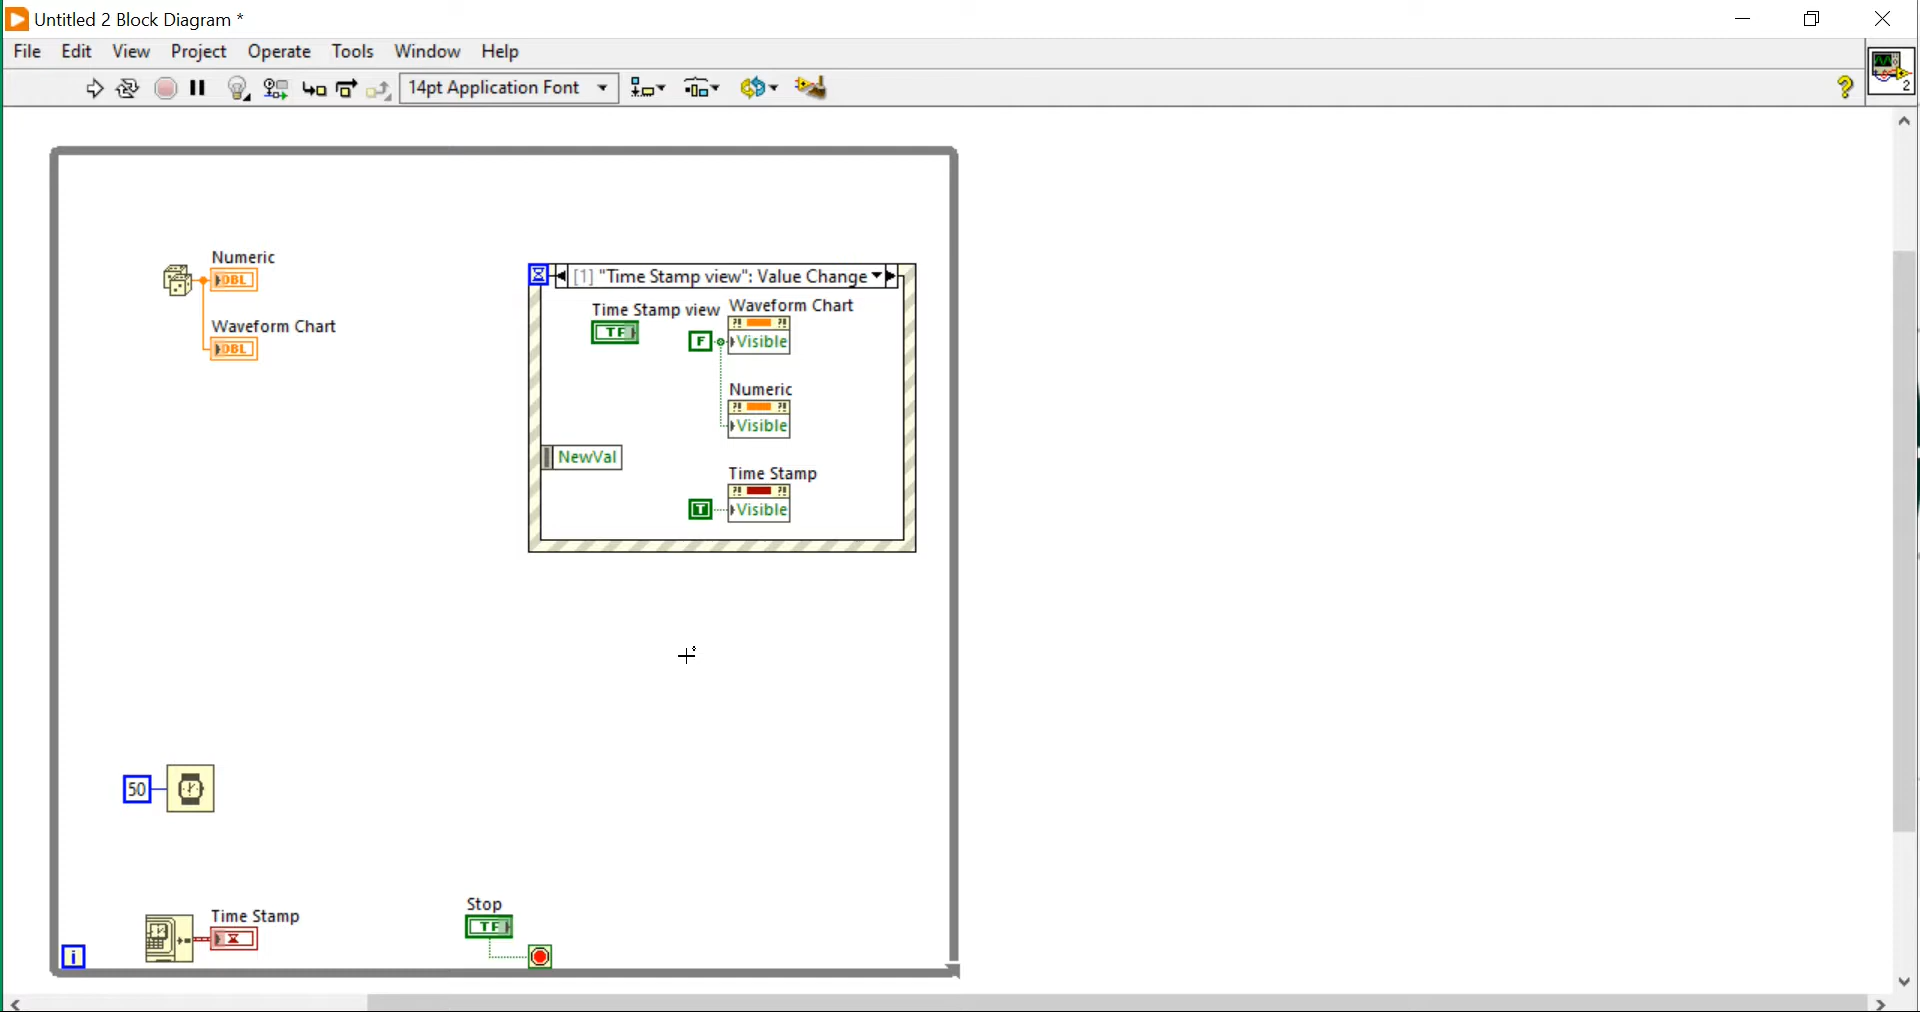 Untitled 2 Block Diagram *
File Edit View Project Operate Tools Window Help
14pt Application Font
?
2
Numeric
DBL
Waveform Chart
DBL
[1] "Time Stamp view": Value Change
Time Stamp view Waveform Chart
TF
?! ?!
F
Visible
Numeric
?! ?!
Visible
NewVal
Time Stamp
?! ?!
T
Visible
50
Stop
TF
Time Stamp
i